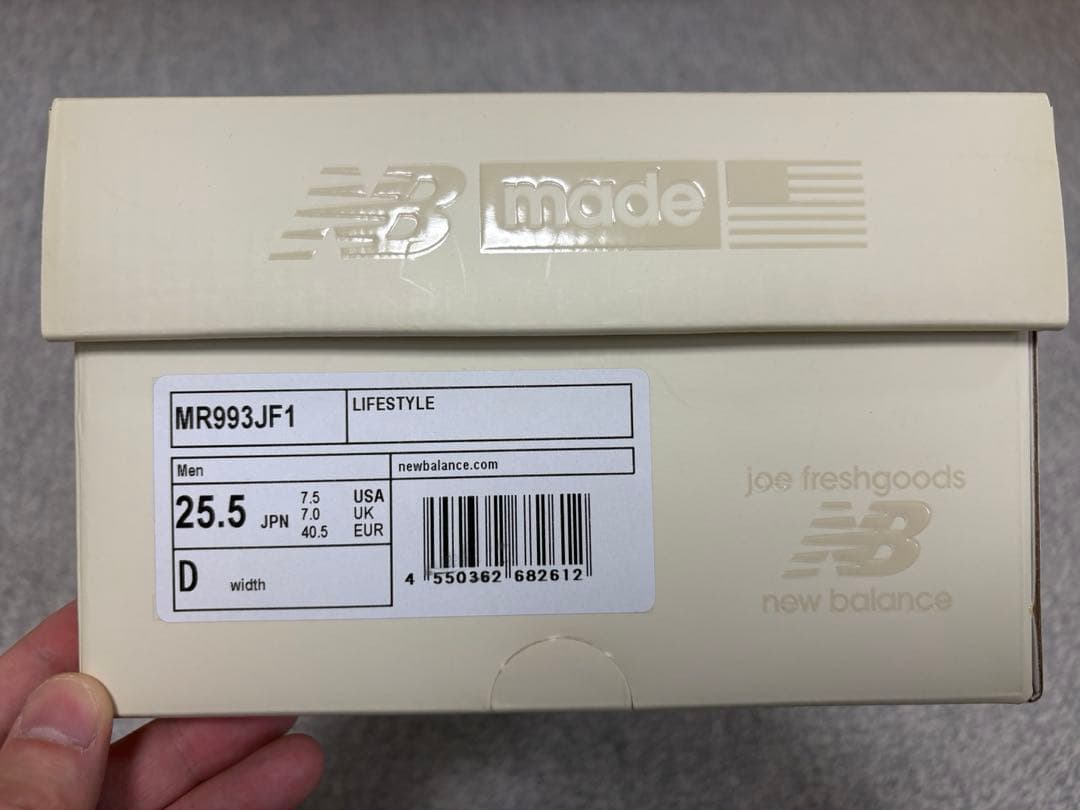 NB made
MR993JF1
LIFESTYLE
Men
newbalance.com
25.5 JPN
7.5 USA
7.0 UK
40.5 EUR
D width
4 550362 682612
joe freshgoods
NB
new balance